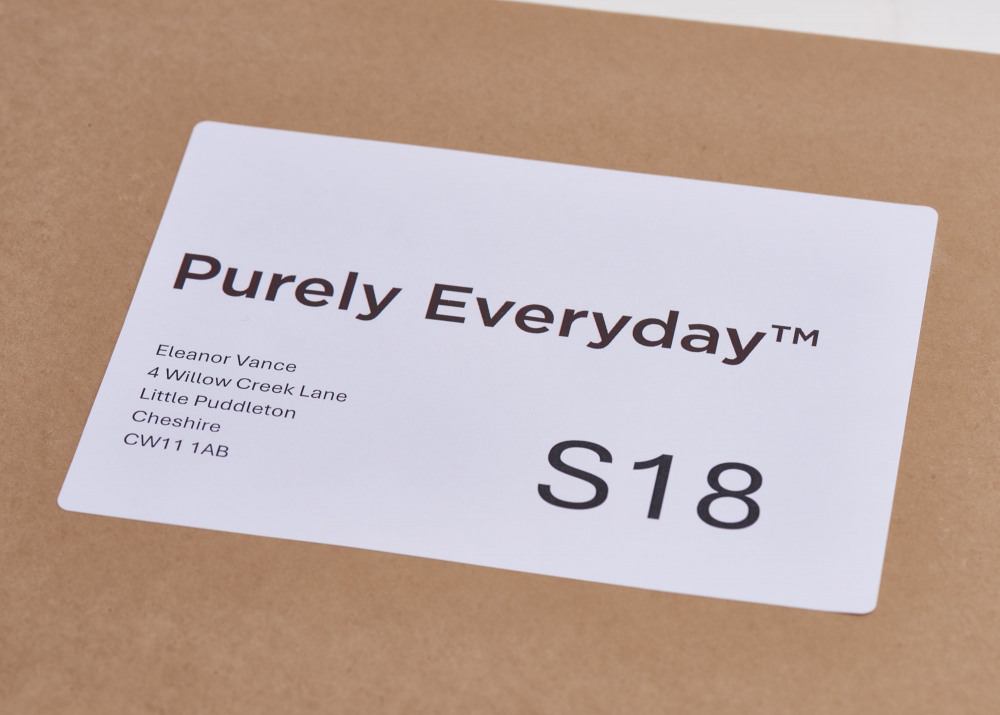 Purely Everyday™
Eleanor Vance
4 Willow Creek Lane
Little Puddleton
Cheshire
CW11 1AB
S18